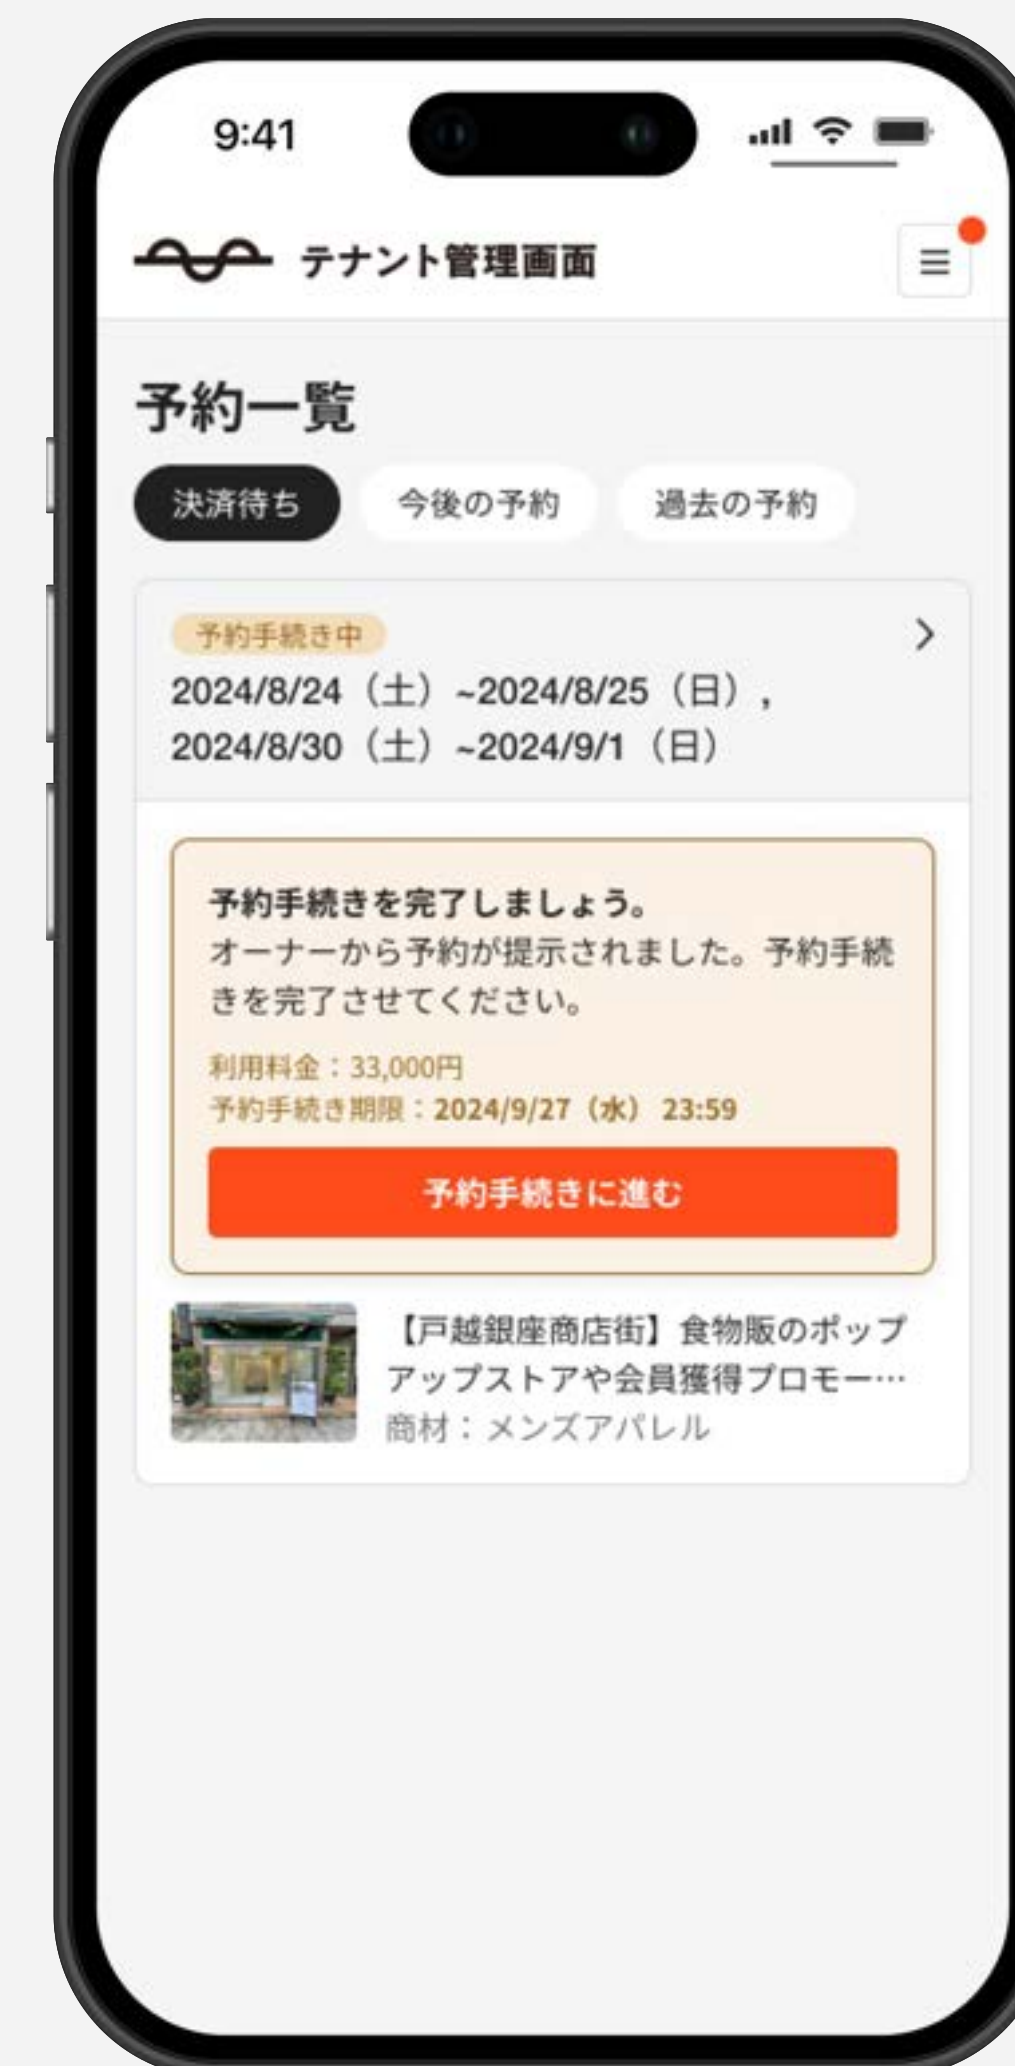 9:41
テナント管理画面
予約一覧
決済待ち 今後の予約 過去の予約
予約手続き中
2024/8/24（土）~2024/8/25（日）,
2024/8/30（土）~2024/9/1（日）
予約手続きを完了しましょう。
オーナーから予約が提示されました。予約手続
きを完了させてください。
利用料金：33,000円
予約手続き期限：2024/9/27（水） 23:59
予約手続きに進む
【戸越銀座商店街】食物販のポップ
アップストアや会員獲得プロモー…
商材：メンズアパレル